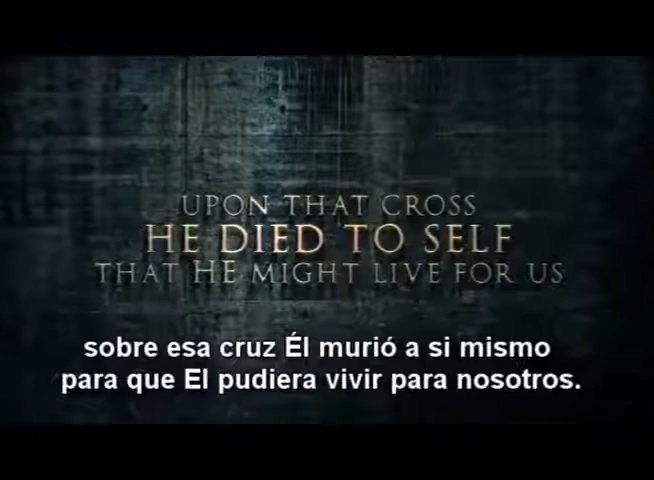 UPON THAT CROSS
HE DIED TO SELF
THAT HE MIGHT LIVE FOR US
sobre esa cruz Él murió a si mismo
para que El pudiera vivir para nosotros.